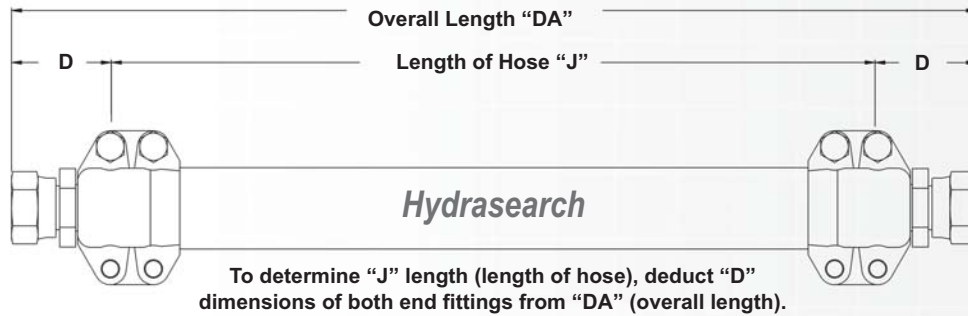 Overall Length “DA”
D Length of Hose “J” D
Hydrasearch
To determine “J” length (length of hose), deduct “D”
dimensions of both end fittings from “DA” (overall length).